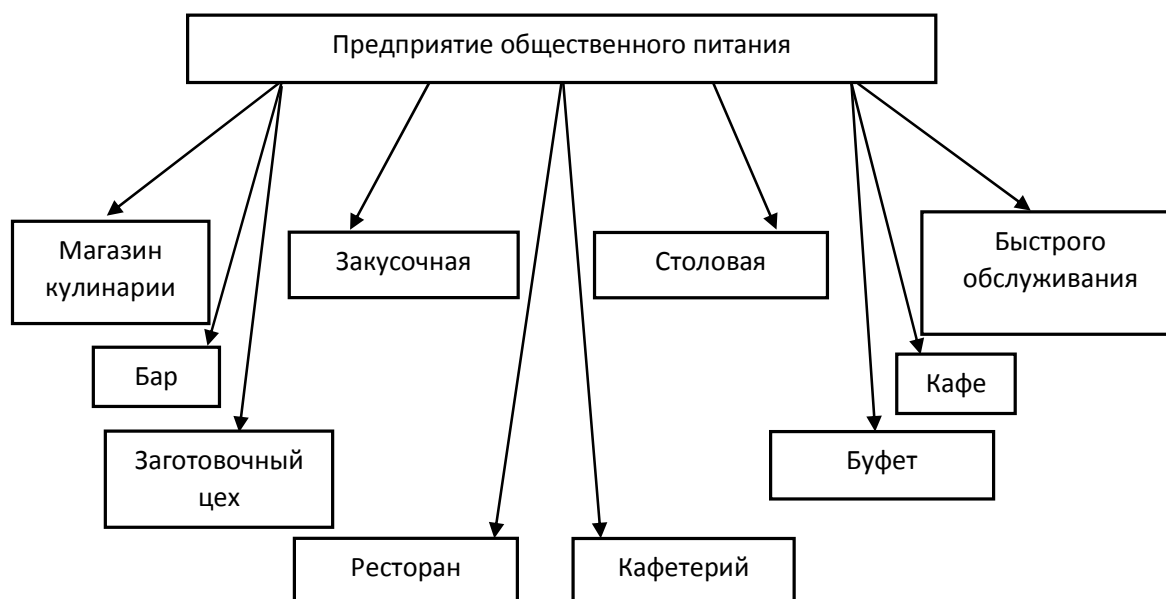 Предприятие общественного питания
Магазин
кулинарии
Закусочная
Столовая
Быстрого
обслуживания
Бар
Кафе
Заготовочный
цех
Буфет
Ресторан
Кафетерий